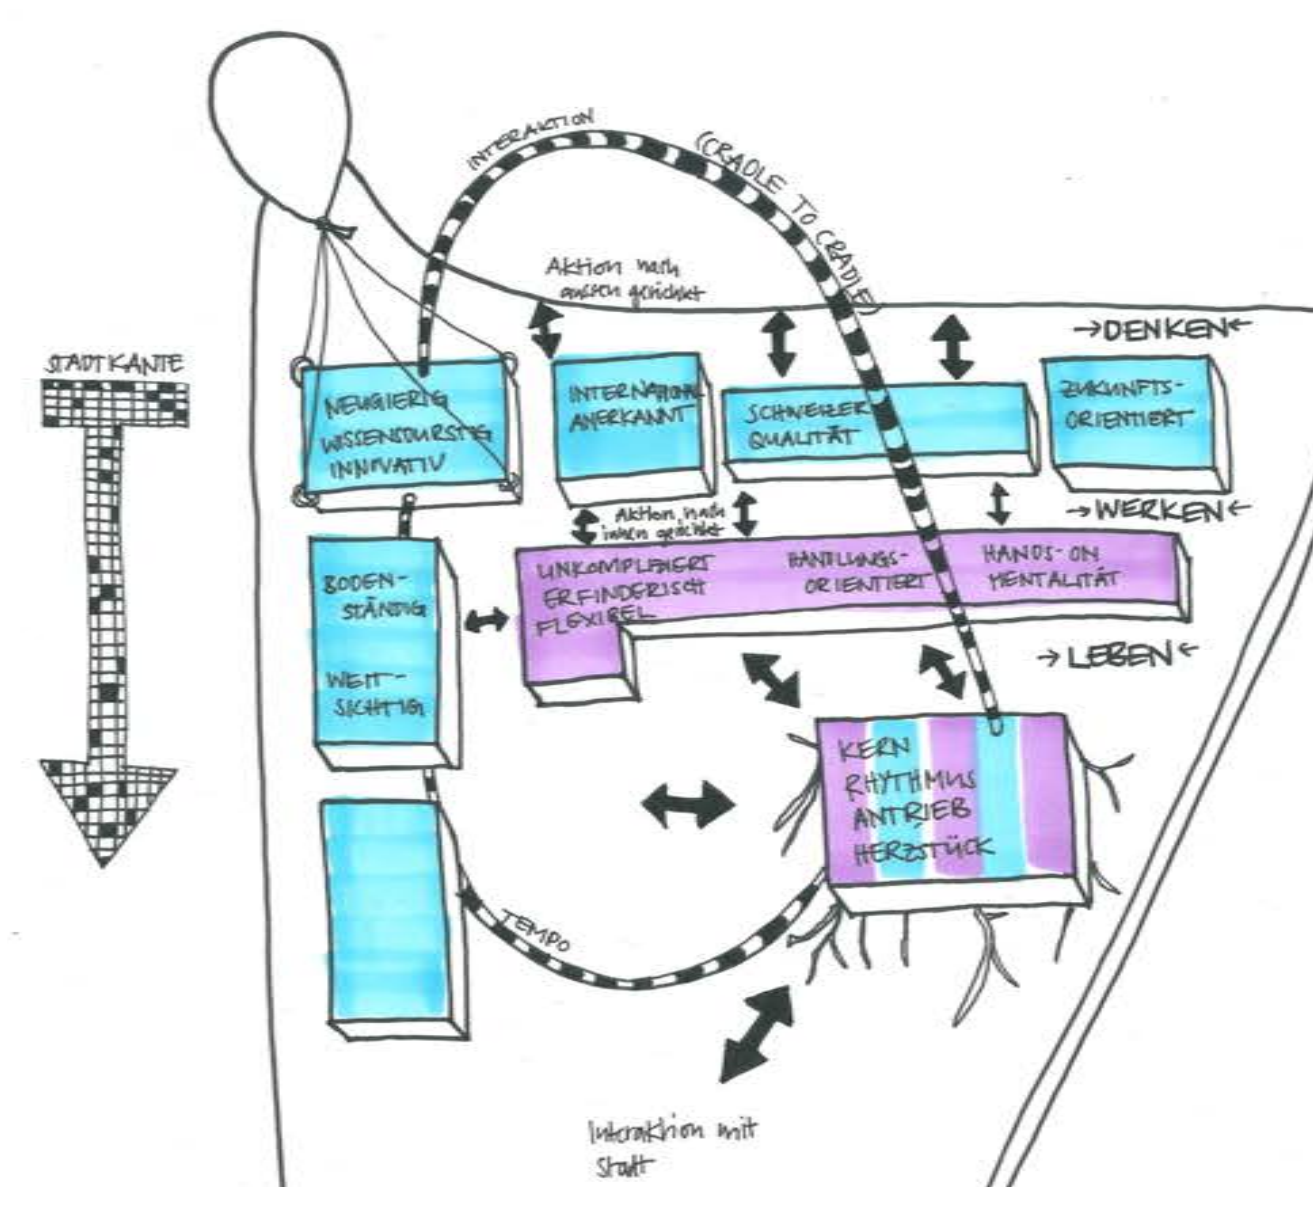 INTERAKTION
(CRADLE TO CRADLE)
Aktion nach
aussen gerichtet
→DENKEN←
STADTKANTE
NEUGIERIG
WISSENSDURSTIG
INNOVATIV
INTERNATIONAL
ANERKANNT
SCHWEIZER
QUALITÄT
ZUKUNFTS-
ORIENTIERT
→WERKEN←
Aktion nach
innen gerichtet
BODEN-
STÄNDIG
WEIT-
SICHTIG
UNKOMPLIZIERT
ERFINDERISCH
FLEXIBEL
HANDLUNGS-
ORIENTIERT
HANDS-ON
MENTALITÄT
→LEBEN←
KERN
RHYTHMUS
ANTRIEB
HERZSTÜCK
TEMPO
Interaktion mit
Stadt